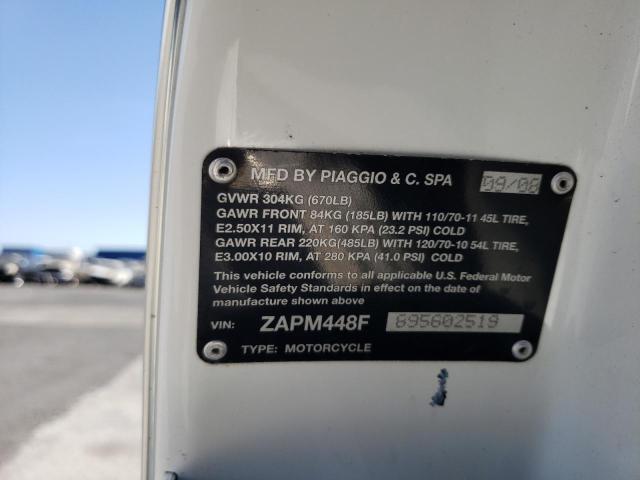 MFD BY PIAGGIO & C. SPA 09/08
GVWR 304KG (670LB)
GAWR FRONT 84KG (185LB) WITH 110/70-11 45L TIRE,
E2.50X11 RIM, AT 160 KPA (23.2 PSI) COLD
GAWR REAR 220KG(485LB) WITH 120/70-10 54L TIRE,
E3.00X10 RIM, AT 280 KPA (41.0 PSI) COLD
This vehicle conforms to all applicable U.S. Federal Motor
Vehicle Safety Standards in effect on the date of
manufacture shown above
VIN: ZAPM448F 695602519
TYPE: MOTORCYCLE